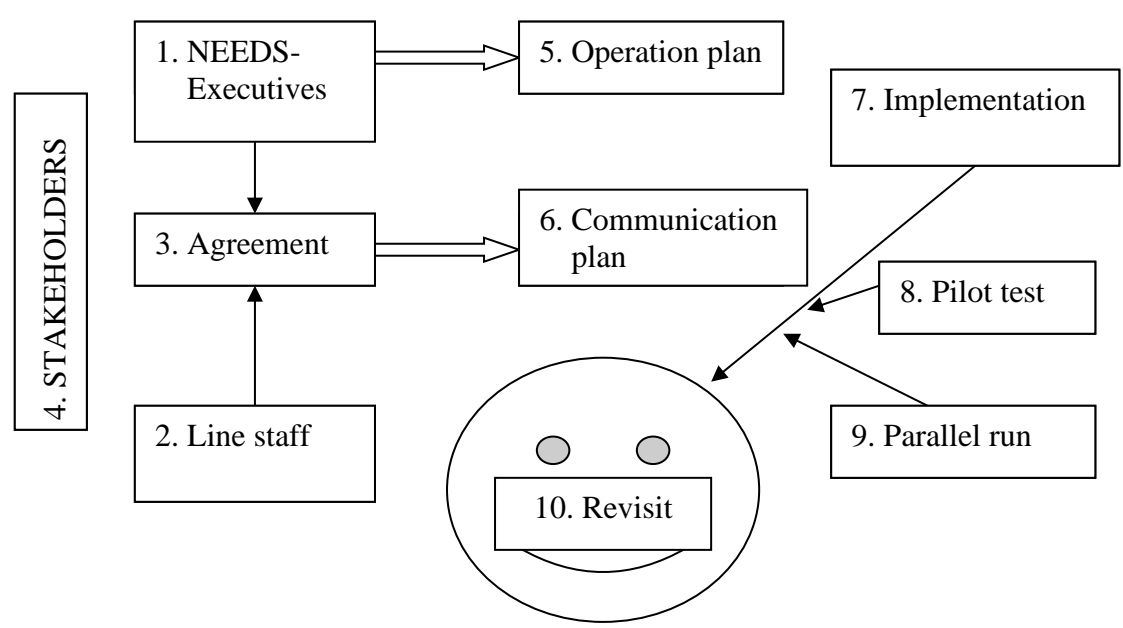 1. NEEDS-
Executives
2. Line staff
3. Agreement
4. STAKEHOLDERS
5. Operation plan
6. Communication
plan
7. Implementation
8. Pilot test
9. Parallel run
10. Revisit